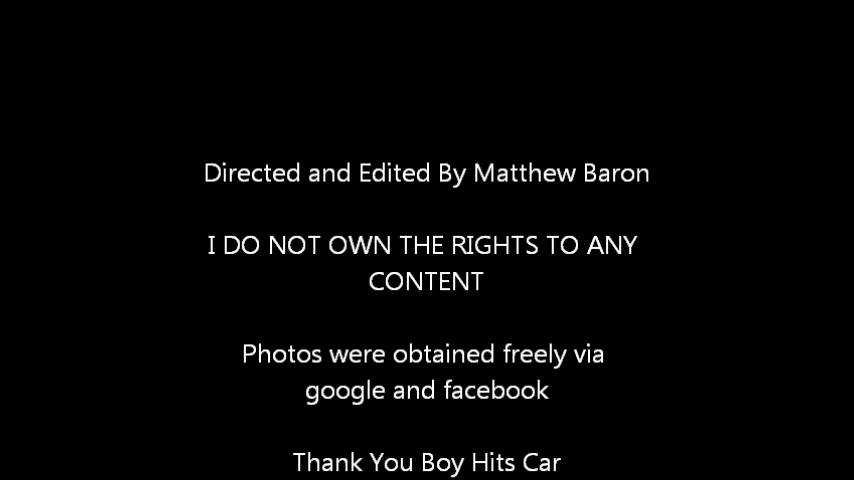 Directed and Edited By Matthew Baron
I DO NOT OWN THE RIGHTS TO ANY
CONTENT
Photos were obtained freely via
google and facebook
Thank You Boy Hits Car